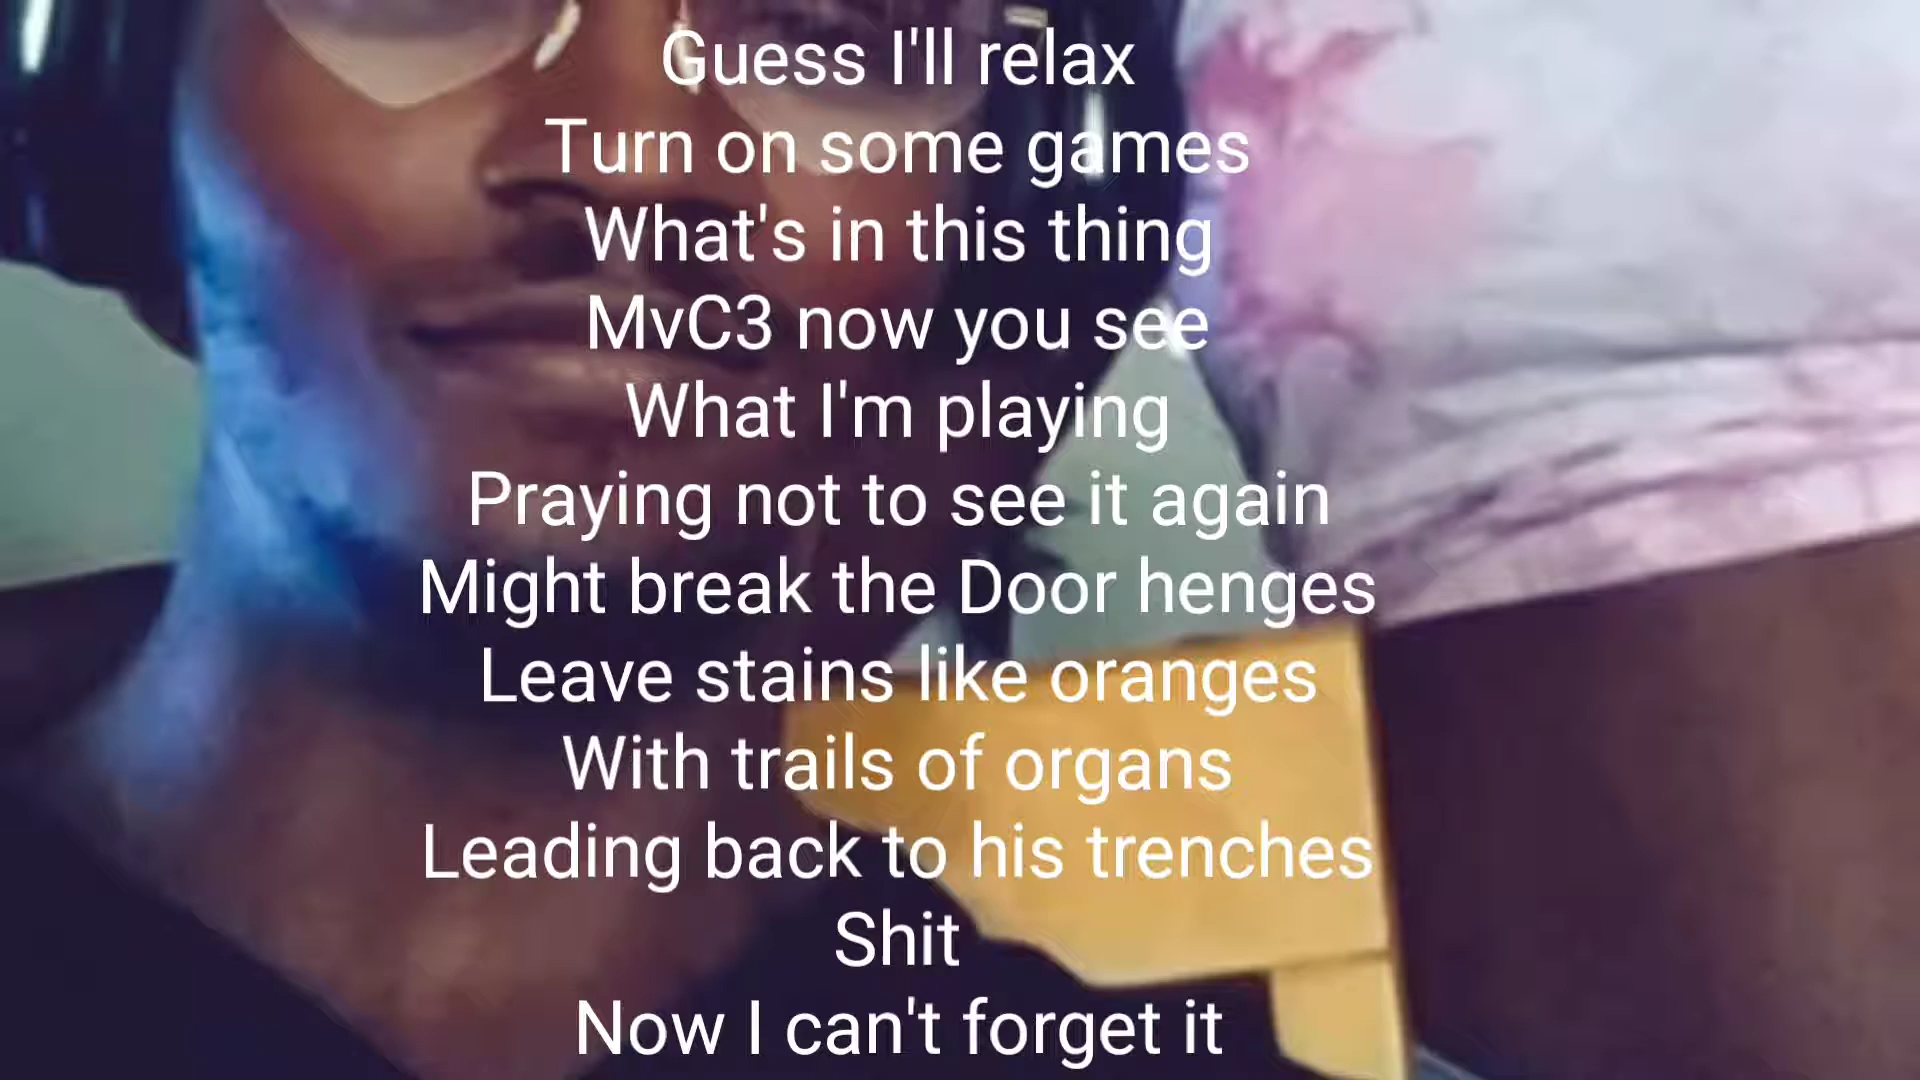 Guess I'll relax
Turn on some games
What's in this thing
MvC3 now you see
What I'm playing
Praying not to see it again
Might break the Door henges
Leave stains like oranges
With trails of organs
Leading back to his trenches
Shit
Now I can't forget it